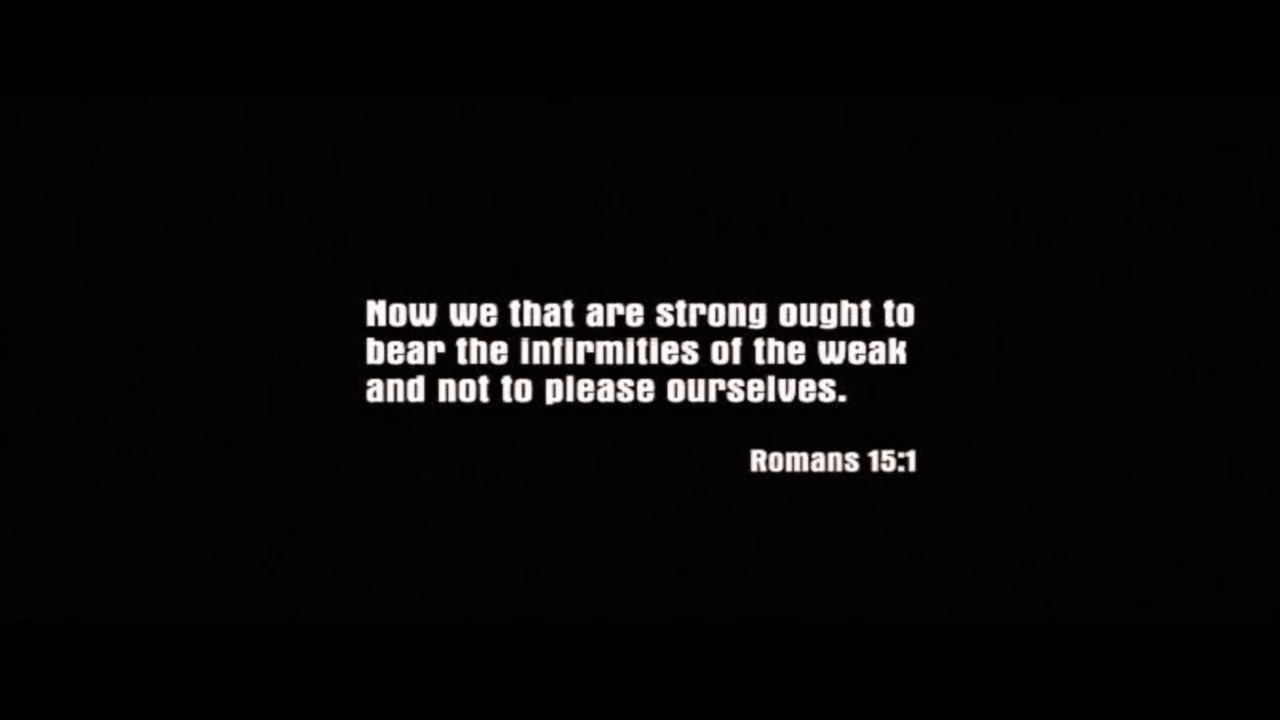 Now we that are strong ought to
bear the infirmities of the weak
and not to please ourselves.
Romans 15:1